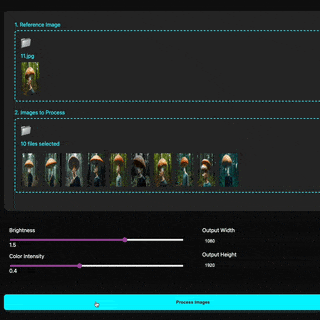 1. Reference Image
11.jpg
2. Images to Process
10 files selected
Brightness
1.5
Color Intensity
0.4
Output Width
1080
Output Height
1920
Process Images